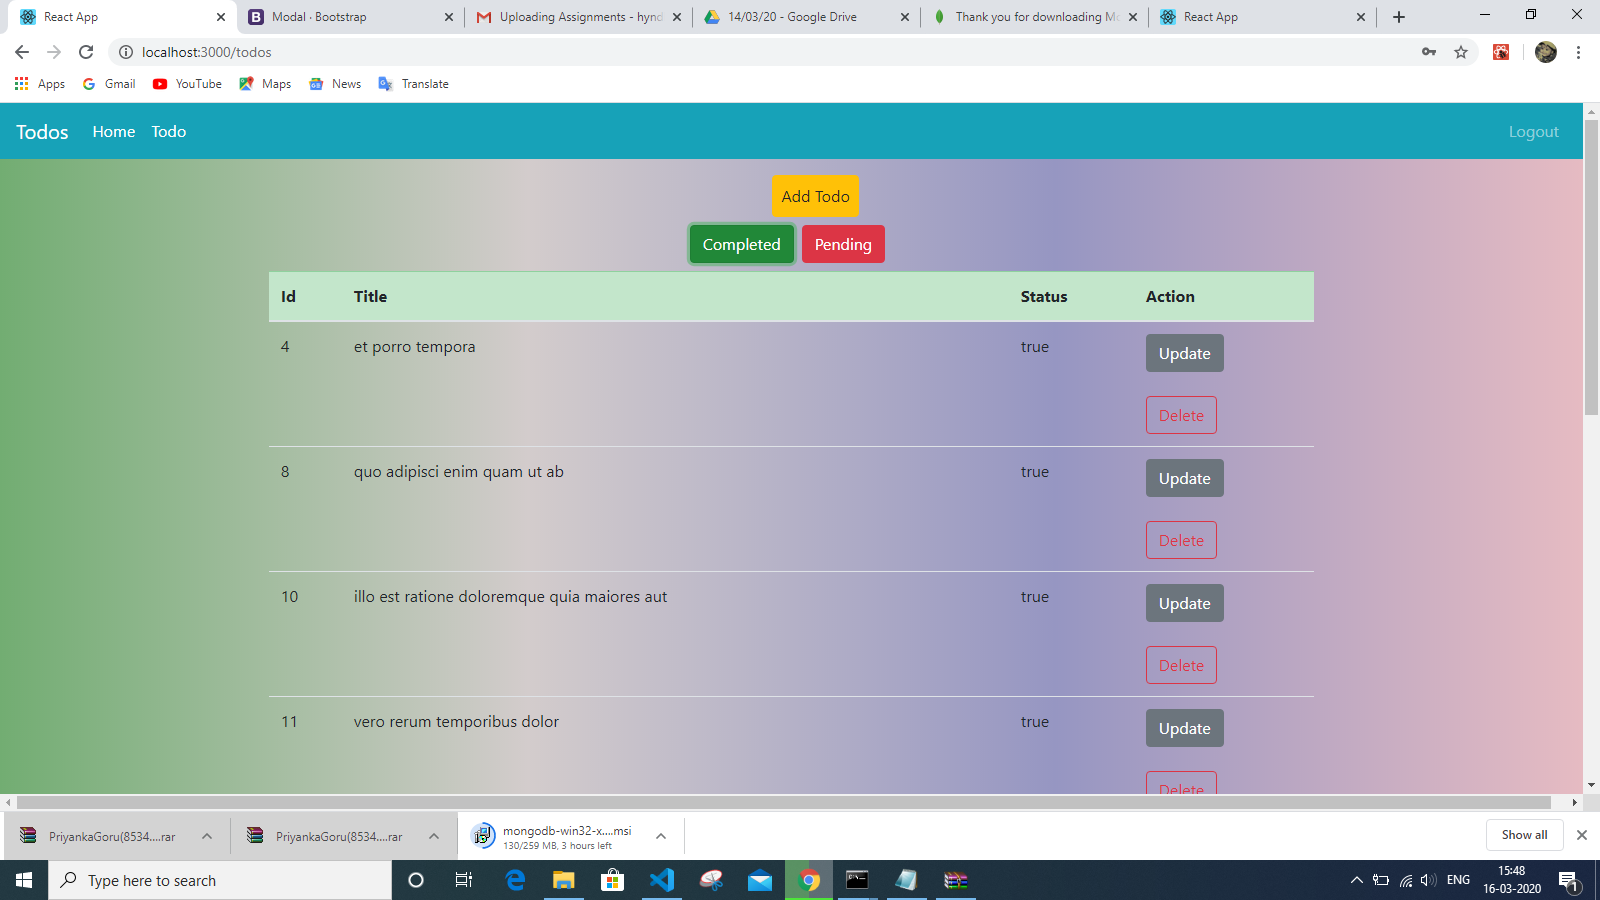 React App
Modal · Bootstrap
Uploading Assignments - hynd
14/03/20 - Google Drive
Thank you for downloading Mo
React App
localhost:3000/todos
Apps
Gmail
YouTube
Maps
News
Translate
Todos
Home
Todo
Logout
Add Todo
Completed
Pending
Id Title Status Action
4 et porro tempora true Update
Delete
8 quo adipisci enim quam ut ab true Update
Delete
10 illo est ratione doloremque quia maiores aut true Update
Delete
11 vero rerum temporibus dolor true Update
Delete
PriyankaGoru(8534....rar
PriyankaGoru(8534....rar
mongodb-win32-x....msi
130/259 MB, 3 hours left
Show all
Type here to search
ENG
15:48
16-03-2020
1